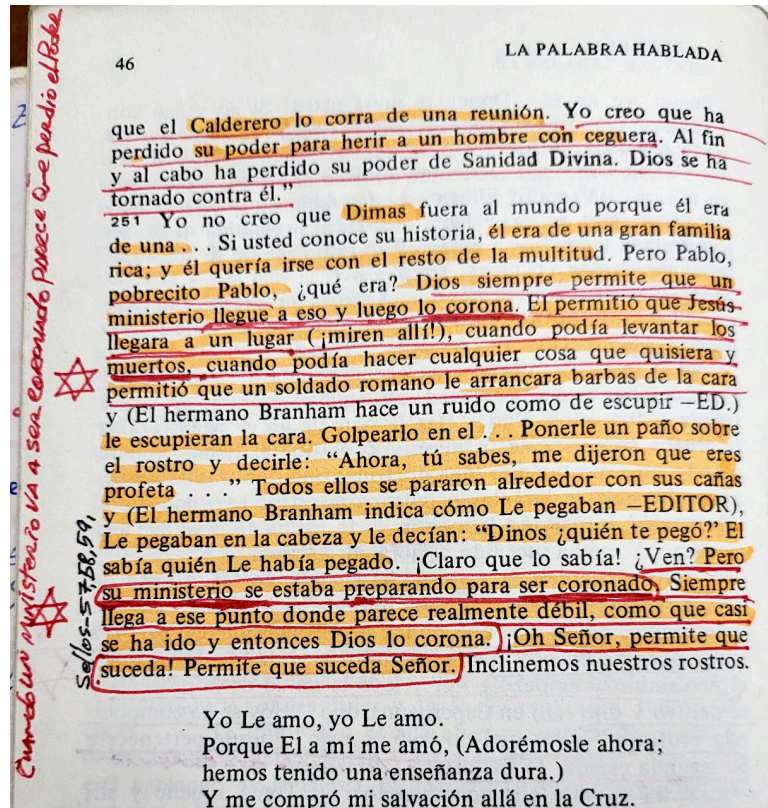 46
LA PALABRA HABLADA
que el Calderero lo corra de una reunión. Yo creo que ha
perdido su poder para herir a un hombre con ceguera. Al fin
y al cabo ha perdido su poder de Sanidad Divina. Dios se ha
tornado contra él.”
251 Yo no creo que Dimas fuera al mundo porque él era
de una . . . Si usted conoce su historia, él era de una gran familia
rica; y él quería irse con el resto de la multitud. Pero Pablo,
pobrecito Pablo, ¿qué era? Dios siempre permite que un
ministerio llegue a eso y luego lo corona. El permitió que Jesús
llegara a un lugar (¡miren allí!), cuando podía levantar los
muertos, cuando podía hacer cualquier cosa que quisiera y
permitió que un soldado romano le arrancara barbas de la cara
y (El hermano Branham hace un ruido como de escupir —ED.)
le escupieran la cara. Golpearlo en el . . . Ponerle un paño sobre
el rostro y decirle: “Ahora, tú sabes, me dijeron que eres
profeta . . .” Todos ellos se pararon alrededor con sus cañas
y (El hermano Branham indica cómo Le pegaban —EDITOR),
Le pegaban en la cabeza y le decían: “Dinos ¿quién te pegó?’ El
sabía quién Le había pegado. ¡Claro que lo sabía! ¿Ven? Pero
su ministerio se estaba preparando para ser coronado. Siempre
llega a ese punto donde parece realmente débil, como que casi
se ha ido y entonces Dios lo corona. ¡Oh Señor, permite que
suceda! Permite que suceda Señor. Inclinemos nuestros rostros.
Yo Le amo, yo Le amo.
Porque El a mí me amó, (Adorémosle ahora;
hemos tenido una enseñanza dura.)
Y me compró mi salvación allá en la Cruz.
Cuando un Ministerio va a ser coronado parece que perdio el Poder
Sellos-57,58,59,